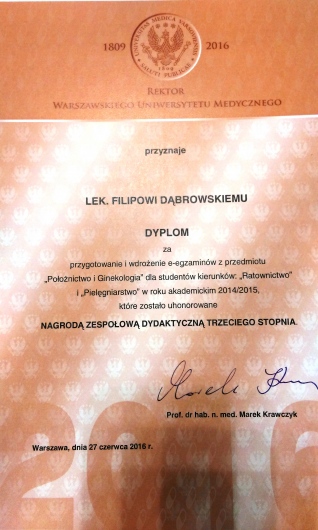 1809 2016
REKTOR
WARSZAWSKIEGO UNIWERSYTETU MEDYCZNEGO
przyznaje
LEK. FILIPOWI DĄBROWSKIEMU
DYPLOM
za
przygotowanie i wdrożenie e-egzaminów z przedmiotu
„Położnictwo i Ginekologia” dla studentów kierunków: „Ratownictwo”
i „Pielęgniarstwo” w roku akademickim 2014/2015,
które zostało uhonorowane
NAGRODĄ ZESPOŁOWĄ DYDAKTYCZNĄ TRZECIEGO STOPNIA.
Prof. dr hab. n. med. Marek Krawczyk
Warszawa, dnia 27 czerwca 2016 r.
2016